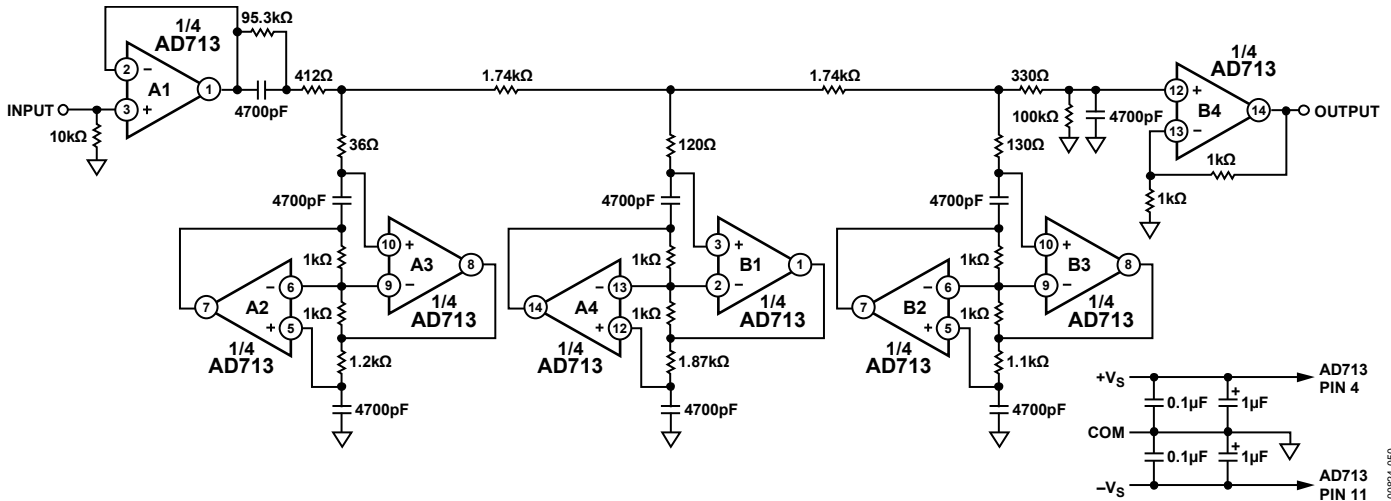 95.3kΩ
1/4
AD713
2
−
A1
1
3
+
INPUT
10kΩ
4700pF
412Ω
1.74kΩ
1.74kΩ
330Ω
100kΩ
4700pF
1/4
AD713
12
+
B4
14
13
−
OUTPUT
1kΩ
1kΩ
36Ω
4700pF
10
+
A3
8
1kΩ
−
6
9
−
7
A2
1kΩ
+
5
1/4
AD713
1/4
AD713
1.2kΩ
4700pF
120Ω
4700pF
3
+
B1
1
1kΩ
−
13
2
−
14
A4
1kΩ
+
12
1/4
AD713
1/4
AD713
1.87kΩ
4700pF
130Ω
4700pF
10
+
B3
8
1kΩ
−
6
9
−
7
B2
1kΩ
+
5
1/4
AD713
1/4
AD713
1.1kΩ
4700pF
+VS
AD713
PIN 4
0.1µF
+
1µF
COM
0.1µF
+
1µF
−VS
AD713
PIN 11